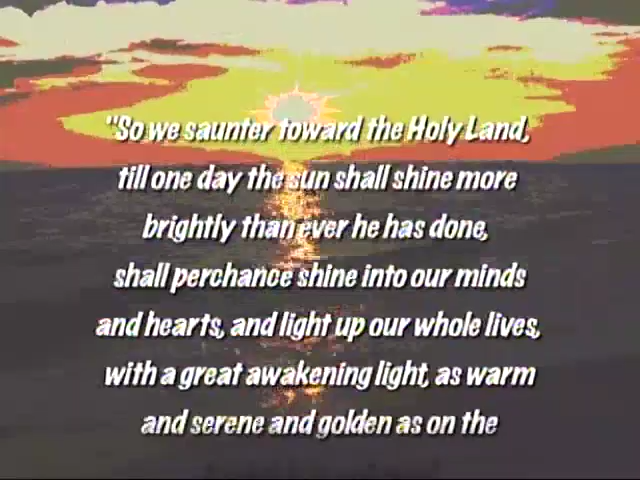 "So we saunter toward the Holy Land,
till one day the sun shall shine more
brightly than ever he has done,
shall perchance shine into our minds
and hearts, and light up our whole lives,
with a great awakening light, as warm
and serene and golden as on the